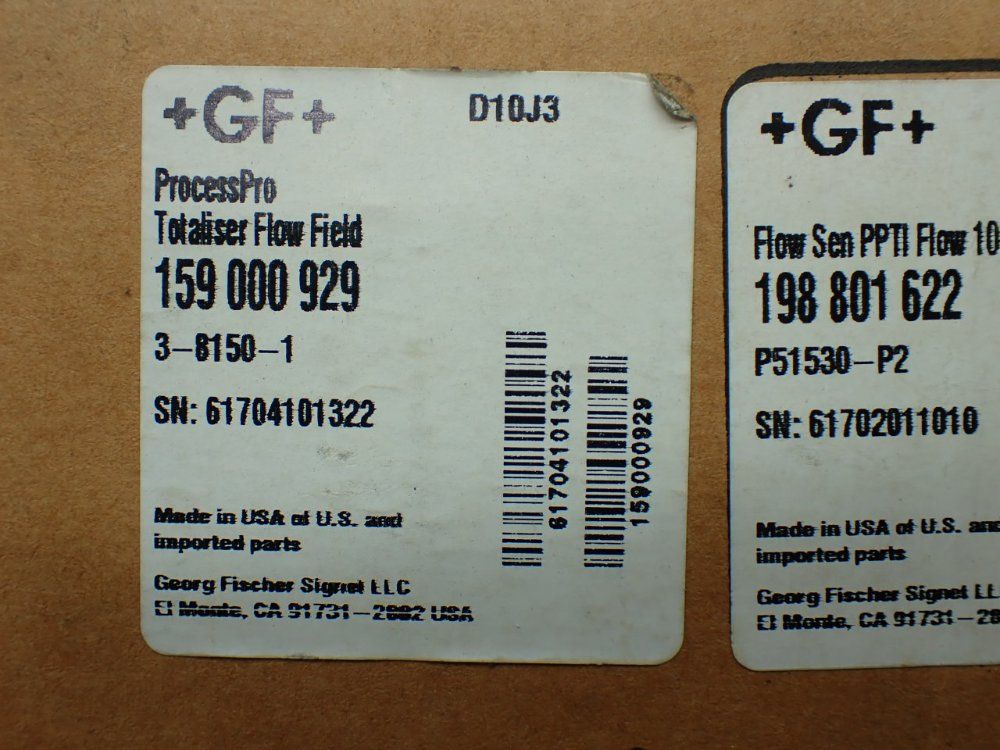 +GF+
D10J3
ProcessPro
Totaliser Flow Field
159 000 929
3-8150-1
SN: 61704101322
61704101322
159000929
Made in USA of U.S. and
imported parts
Georg Fischer Signet LLC
El Monte, CA 91731-2882 USA
+GF+
Flow Sen PPTI Flow 10
198 801 622
P51530-P2
SN: 61702011010
Made in USA of U.S. and
imported parts
Georg Fischer Signet
El Monte, CA 91731-28